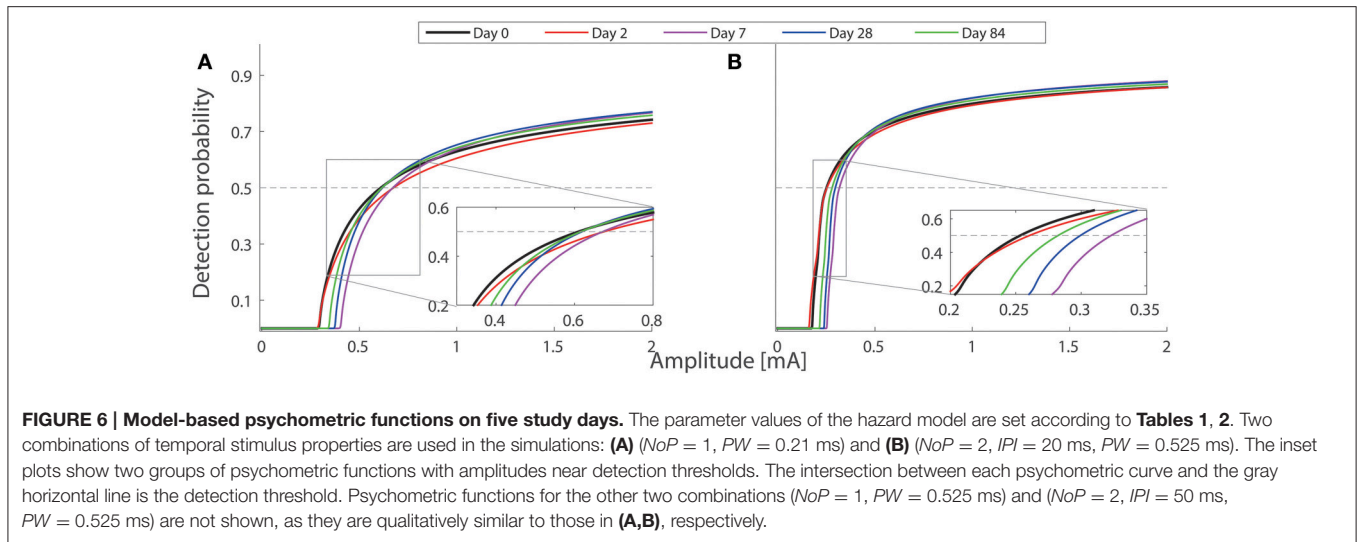 Day 0 Day 2 Day 7 Day 28 Day 84
A
B
Detection probability
0.9
0.7
0.5
0.3
0.1
0.6
0.4
0.2
0.4 0.6 0.8
0 0.5 1 1.5 2
0.6
0.4
0.2
0.2 0.25 0.3 0.35
0 0.5 1 1.5 2
Amplitude [mA]
FIGURE 6 | Model-based psychometric functions on five study days. The parameter values of the hazard model are set according to Tables 1, 2. Two
combinations of temporal stimulus properties are used in the simulations: (A) (NoP = 1, PW = 0.21 ms) and (B) (NoP = 2, IPI = 20 ms, PW = 0.525 ms). The inset
plots show two groups of psychometric functions with amplitudes near detection thresholds. The intersection between each psychometric curve and the gray
horizontal line is the detection threshold. Psychometric functions for the other two combinations (NoP = 1, PW = 0.525 ms) and (NoP = 2, IPI = 50 ms,
PW = 0.525 ms) are not shown, as they are qualitatively similar to those in (A,B), respectively.